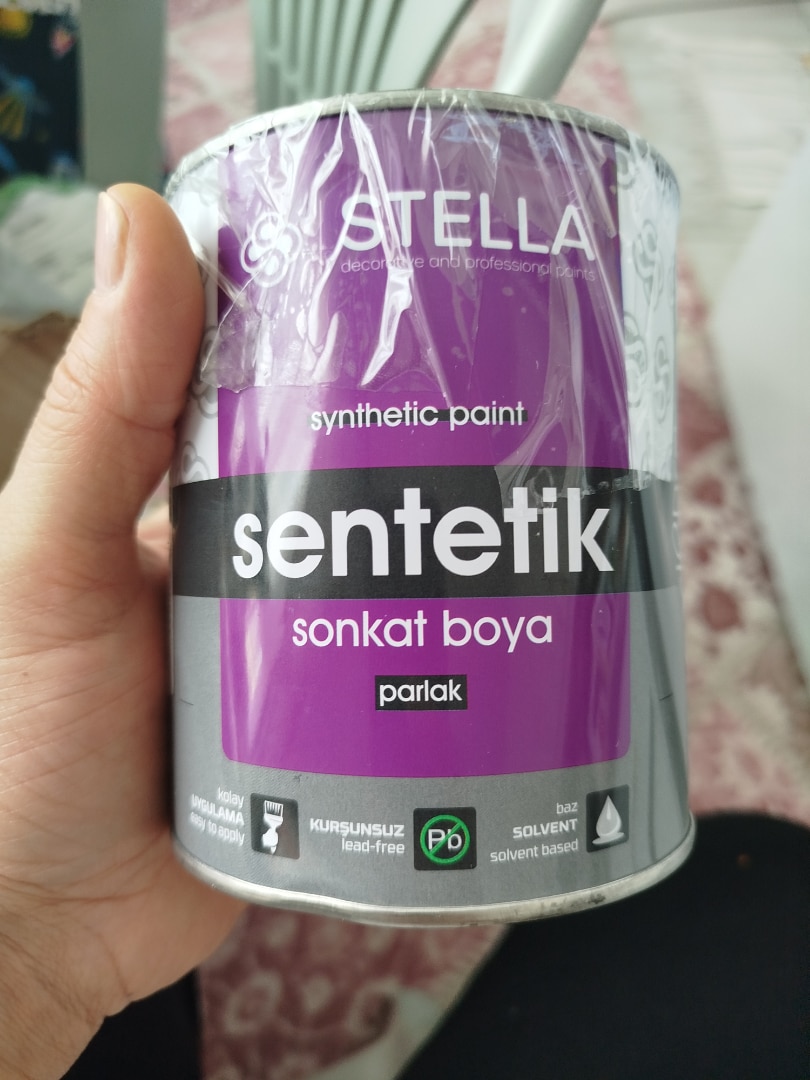 STELLA
decorative and professional paints
synthetic paint
sentetik
sonkat boya
parlak
kolay
UYGULAMA
easy to apply
KURŞUNSUZ
lead-free
Pb
baz
SOLVENT
solvent based